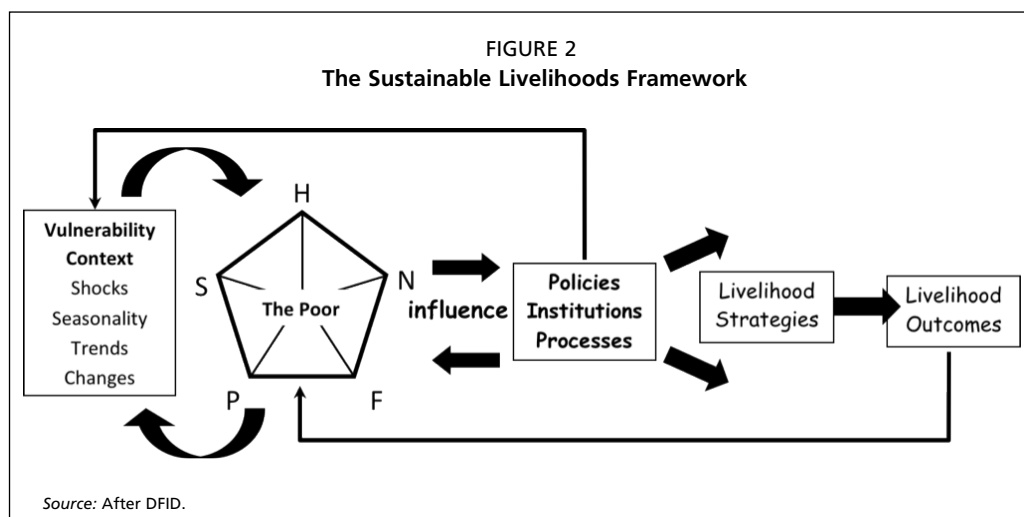 FIGURE 2
The Sustainable Livelihoods Framework
Vulnerability
Context
Shocks
Seasonality
Trends
Changes
H
S
N
The Poor
P
F
influence
Policies
Institutions
Processes
Livelihood
Strategies
Livelihood
Outcomes
Source: After DFID.